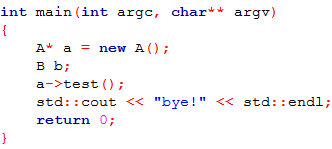 int main(int argc, char** argv)
{
    A* a = new A();
    B b;
    a->test();
    std::cout << "bye!" << std::endl;
    return 0;
}